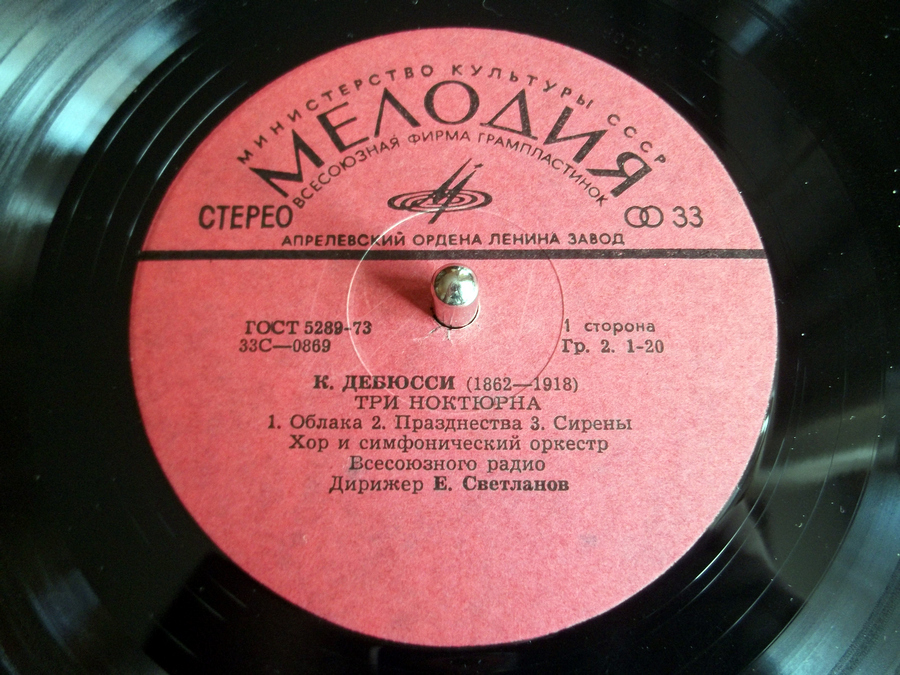 МИНИСТЕРСТВО КУЛЬТУРЫ СССР
МЕЛОДИЯ
ВСЕСОЮЗНАЯ ФИРМА ГРАМПЛАСТИНОК
СТЕРЕО
33
АПРЕЛЕВСКИЙ ОРДЕНА ЛЕНИНА ЗАВОД
ГОСТ 5289-73
1 сторона
33С—0869
Гр. 2. 1-20
К. ДЕБЮССИ (1862—1918)
ТРИ НОКТЮРНА
1. Облака 2. Празднества 3. Сирены
Хор и симфонический оркестр
Всесоюзного радио
Дирижер Е. Светланов